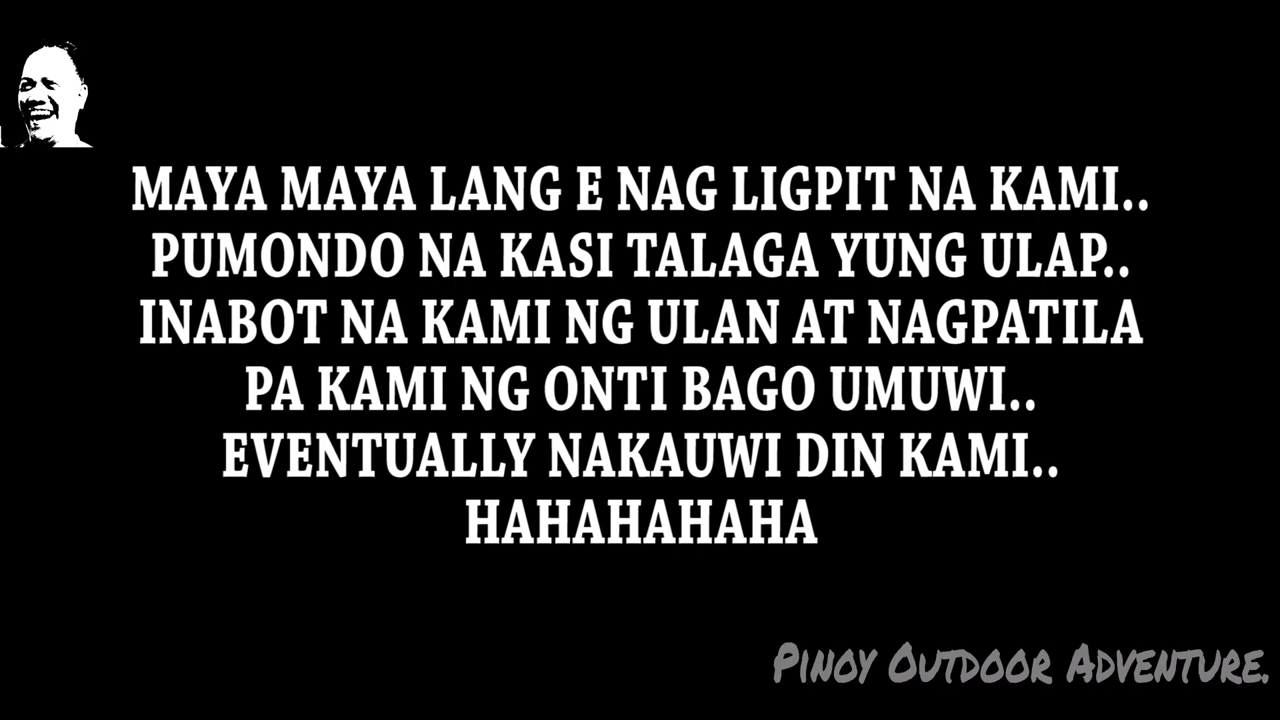 MAYA MAYA LANG E NAG LIGPIT NA KAMI..
PUMONDO NA KASI TALAGA YUNG ULAP..
INABOT NA KAMI NG ULAN AT NAGPATILA
PA KAMI NG ONTI BAGO UMUWI..
EVENTUALLY NAKAUWI DIN KAMI..
HAHAHAHAHA
PINOY OUTDOOR ADVENTURE.